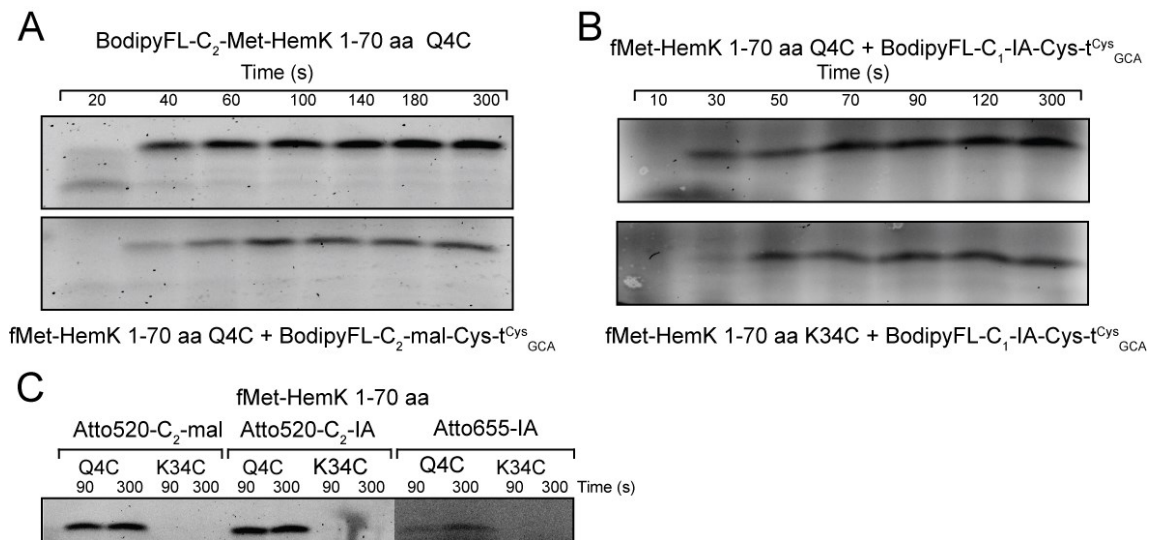 A
BodipyFL-C₂-Met-HemK 1-70 aa Q4C
Time (s)
20 40 60 100 140 180 300
fMet-HemK 1-70 aa Q4C + BodipyFL-C₂-mal-Cys-t^Cys_GCA
B
fMet-HemK 1-70 aa Q4C + BodipyFL-C₁-IA-Cys-t^Cys_GCA
Time (s)
10 30 50 70 90 120 300
fMet-HemK 1-70 aa K34C + BodipyFL-C₁-IA-Cys-t^Cys_GCA
C
fMet-HemK 1-70 aa
Atto520-C₂-mal Atto520-C₂-IA Atto655-IA
Q4C K34C Q4C K34C Q4C K34C
90 300 90 300 90 300 90 300 90 300 90 300 Time (s)